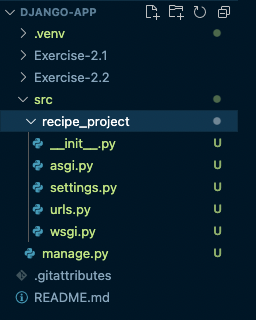 DJANGO-APP
.venv
Exercise-2.1
Exercise-2.2
src
recipe_project
__init__.py U
asgi.py U
settings.py U
urls.py U
wsgi.py U
manage.py U
.gitattributes
README.md